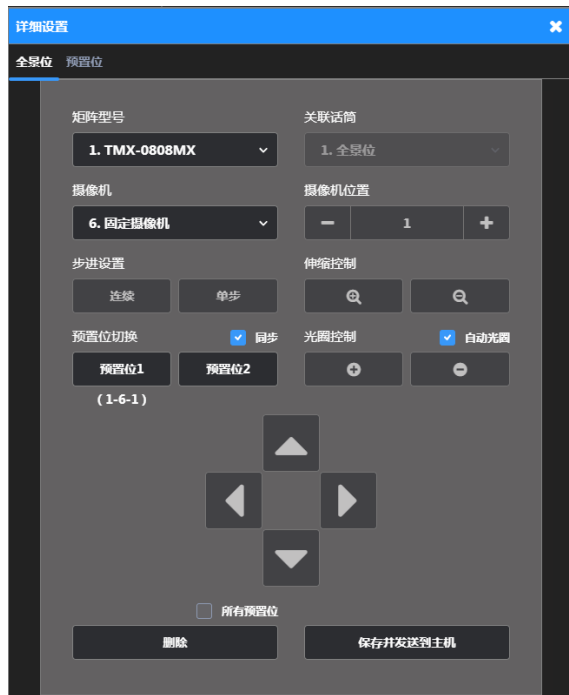 详细设置
全景位 预置位
矩阵型号 关联话筒
1. TMX-0808MX 1. 全景位
摄像机 摄像机位置
6. 固定摄像机 1
步进设置 伸缩控制
连续 单步
预置位切换 同步 光圈控制 自动光圈
预置位1 预置位2
(1-6-1)
所有预置位
删除 保存并发送到主机